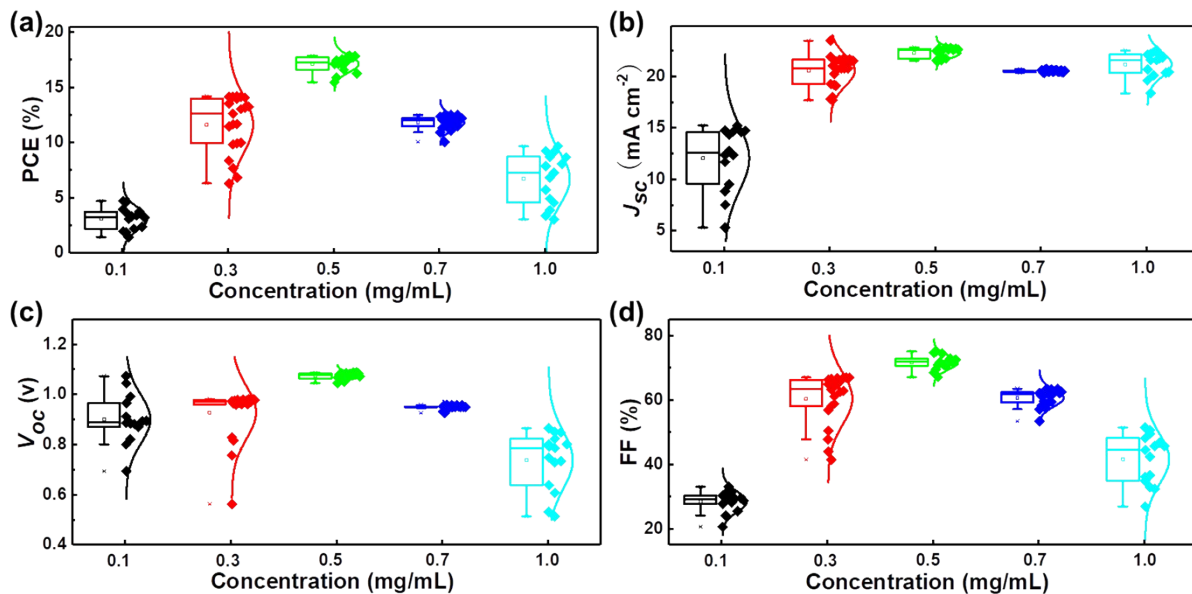 (a)
20
15
10
5
0
PCE (%)
0.1 0.3 0.5 0.7 1.0
Concentration (mg/mL)
(b)
20
15
10
5
JSC (mA cm-2)
0.1 0.3 0.5 0.7 1.0
Concentration (mg/mL)
(c)
1.2
1.0
0.8
0.6
0.4
VOC (v)
0.1 0.3 0.5 0.7 1.0
Concentration (mg/mL)
(d)
80
60
40
20
FF (%)
0.1 0.3 0.5 0.7 1.0
Concentration (mg/mL)